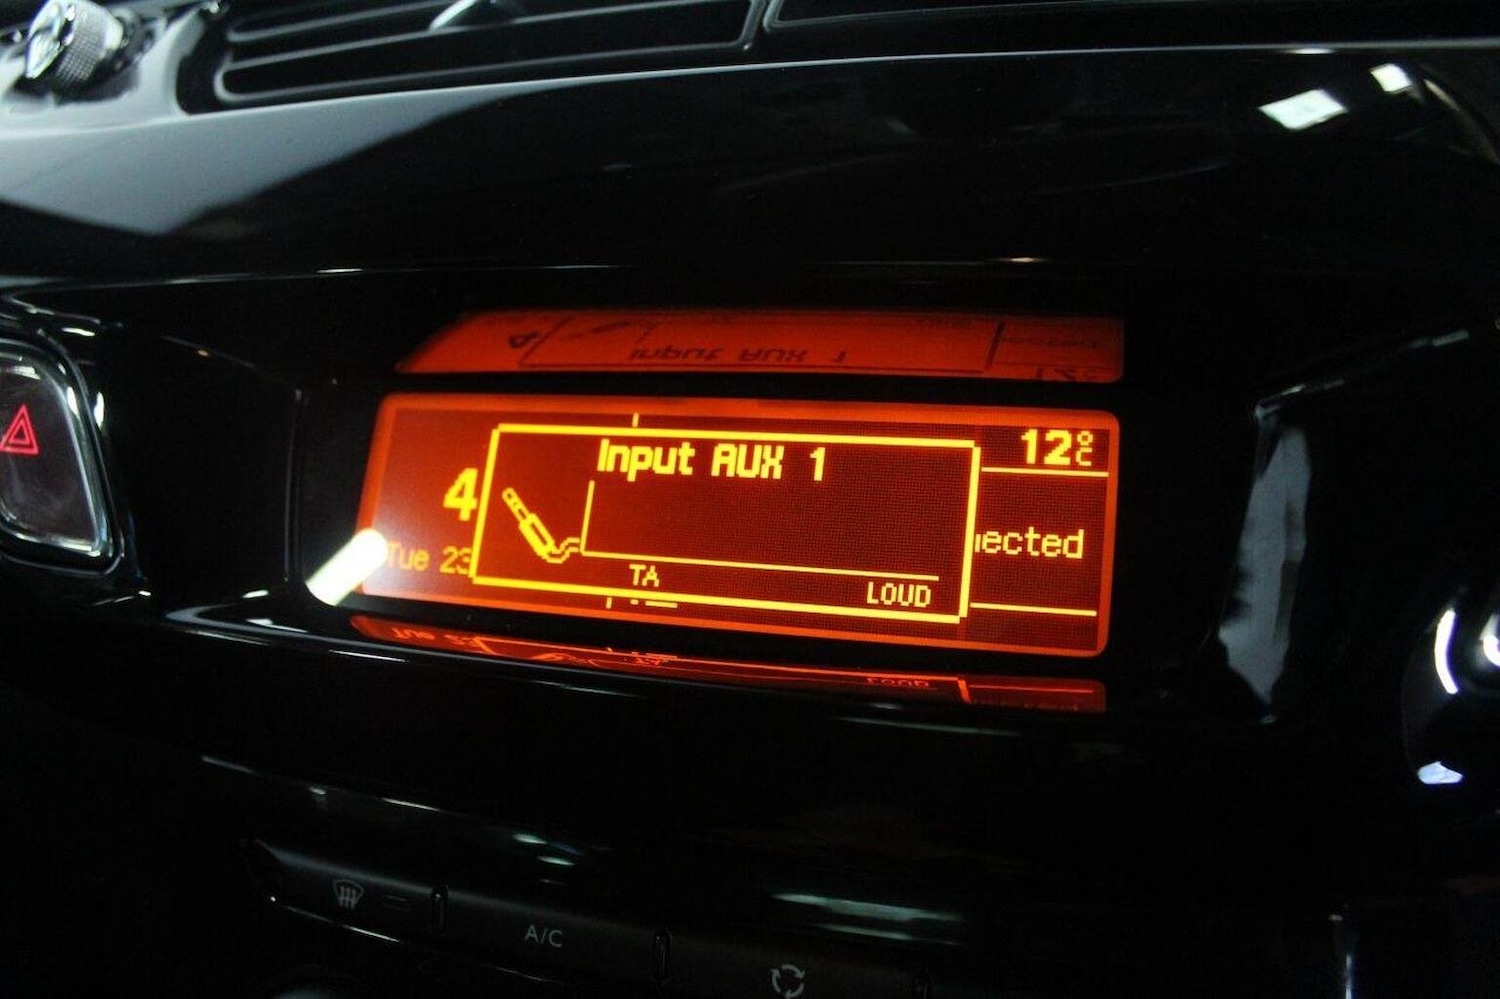 Input AUX 1
12°C
4
ected
Tue 23
TA
LOUD
A/C